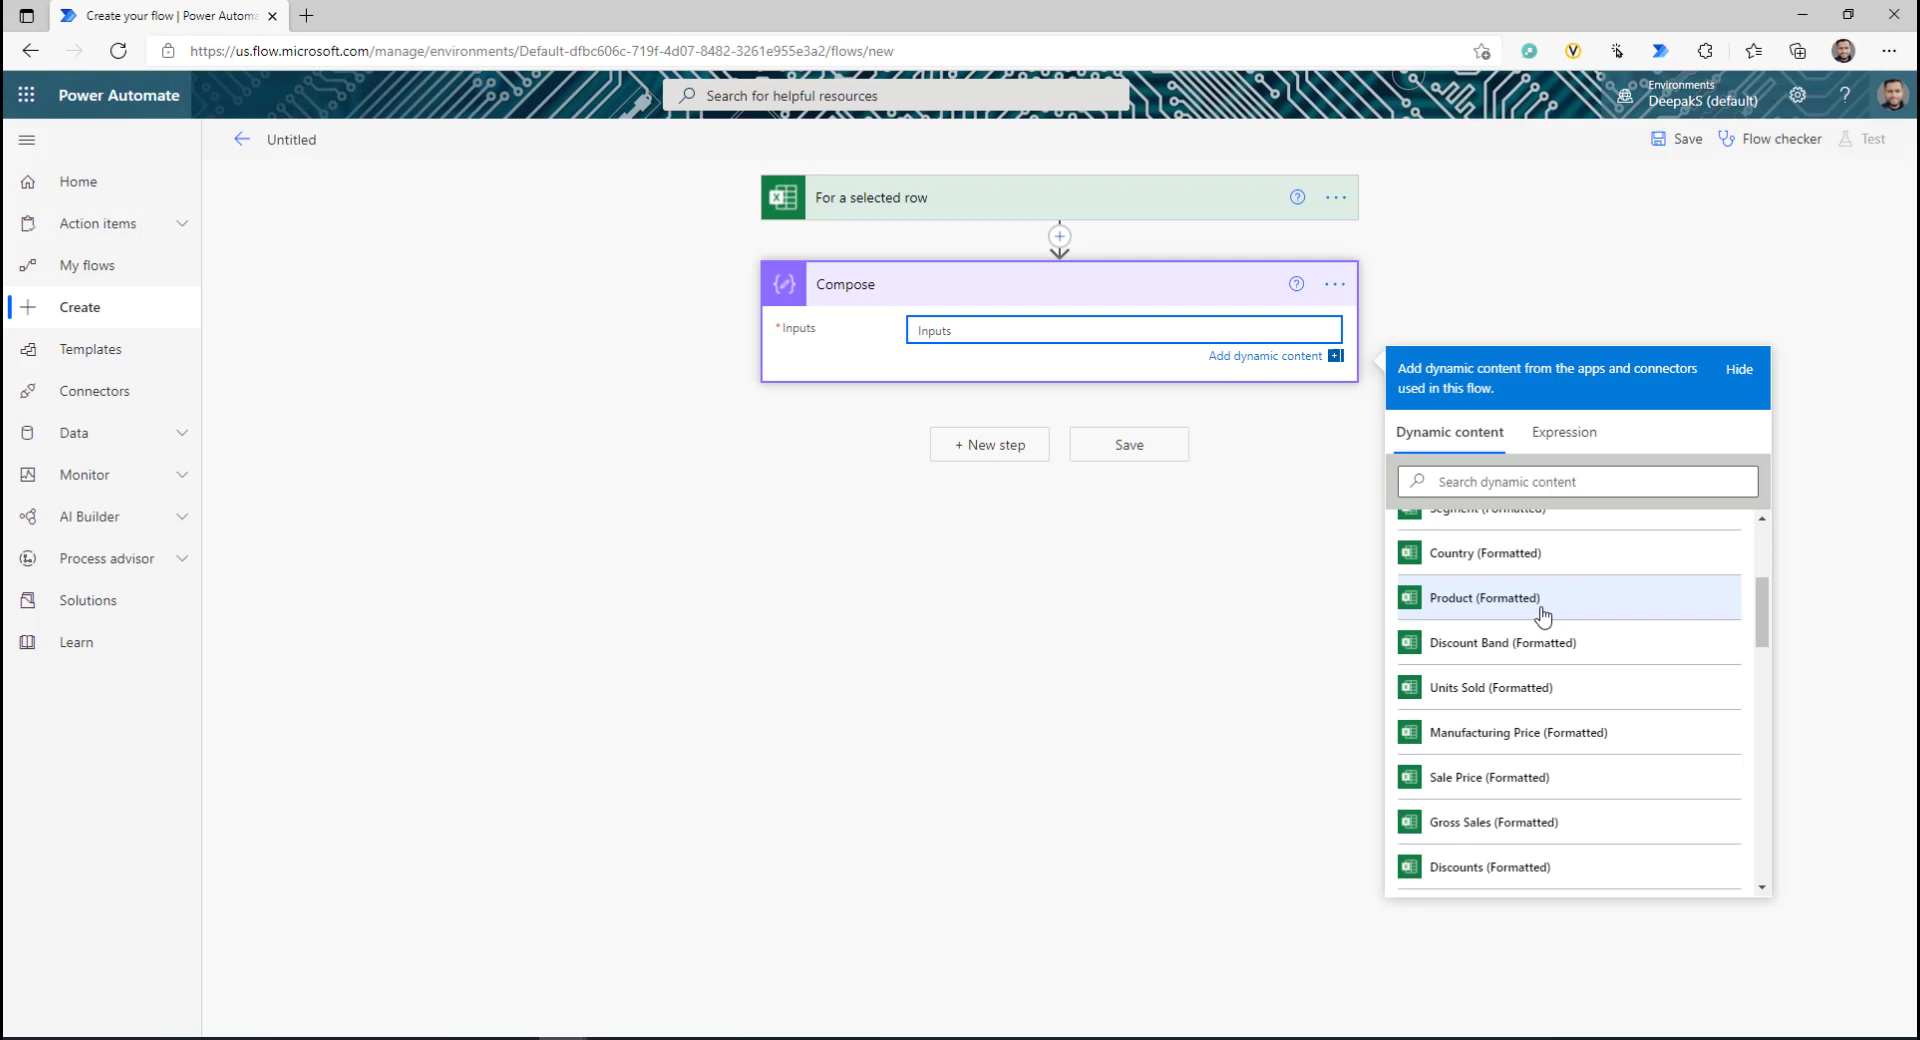 Create your flow | Power Automa
https://us.flow.microsoft.com/manage/environments/Default-dfbc606c-719f-4d07-8482-3261e955e3a2/flows/new
Power Automate
Search for helpful resources
Environments
DeepakS (default)
Untitled
Save
Flow checker
Test
Home
Action items
My flows
Create
Templates
Connectors
Data
Monitor
AI Builder
Process advisor
Solutions
Learn
For a selected row
Compose
* Inputs
Inputs
Add dynamic content
+ New step
Save
Add dynamic content from the apps and connectors
used in this flow.
Hide
Dynamic content
Expression
Search dynamic content
Segment (Formatted)
Country (Formatted)
Product (Formatted)
Discount Band (Formatted)
Units Sold (Formatted)
Manufacturing Price (Formatted)
Sale Price (Formatted)
Gross Sales (Formatted)
Discounts (Formatted)